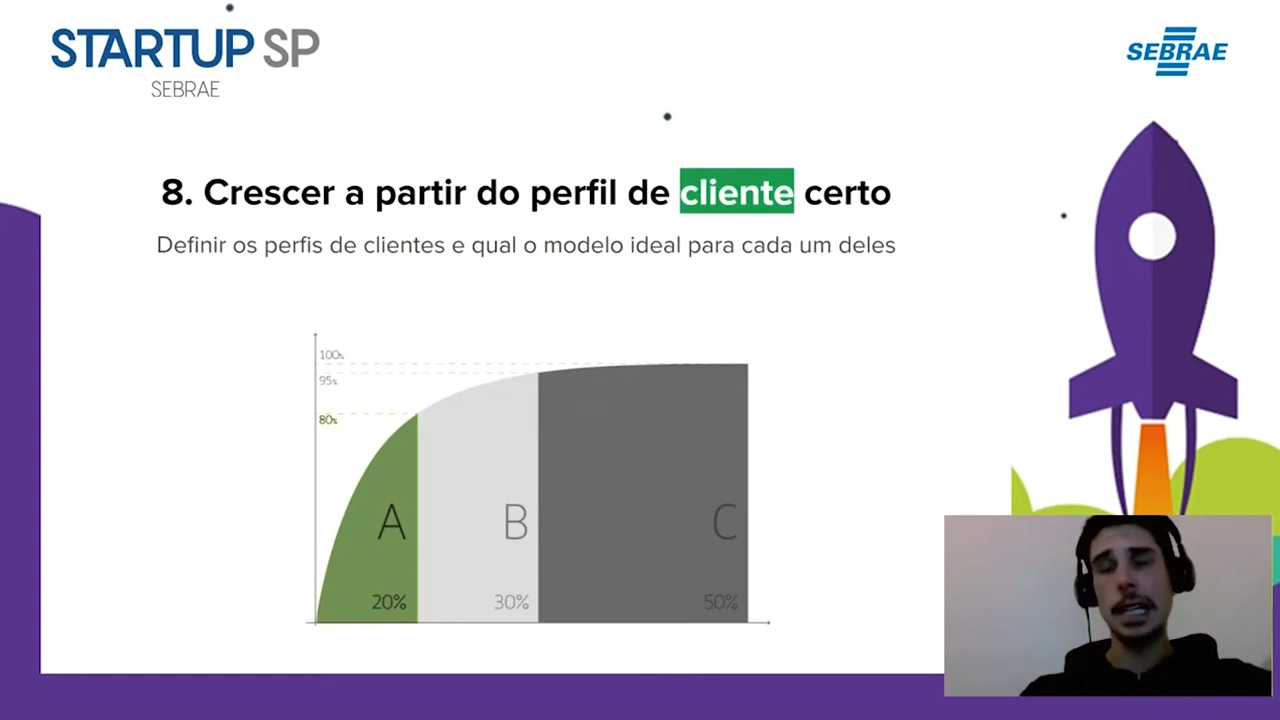 STARTUP SP
SEBRAE
SEBRAE
8. Crescer a partir do perfil de cliente certo
Definir os perfis de clientes e qual o modelo ideal para cada um deles
100%
95%
80%
A
B
C
20%
30%
50%